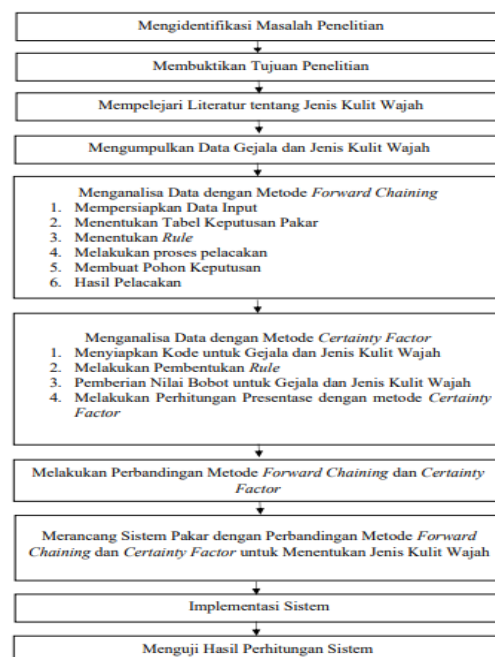 Mengidentifikasi Masalah Penelitian
Membuktikan Tujuan Penelitian
Mempelejari Literatur tentang Jenis Kulit Wajah
Mengumpulkan Data Gejala dan Jenis Kulit Wajah
Menganalisa Data dengan Metode Forward Chaining
1. Mempersiapkan Data Input
2. Menentukan Tabel Keputusan Pakar
3. Menentukan Rule
4. Melakukan proses pelacakan
5. Membuat Pohon Keputusan
6. Hasil Pelacakan
Menganalisa Data dengan Metode Certainty Factor
1. Menyiapkan Kode untuk Gejala dan Jenis Kulit Wajah
2. Melakukan Pembentukan Rule
3. Pemberian Nilai Bobot untuk Gejala dan Jenis Kulit Wajah
4. Melakukan Perhitungan Presentase dengan metode Certainty
Factor
Melakukan Perbandingan Metode Forward Chaining dan Certainty
Factor
Merancang Sistem Pakar dengan Perbandingan Metode Forward
Chaining dan Certainty Factor untuk Menentukan Jenis Kulit Wajah
Implementasi Sistem
Menguji Hasil Perhitungan Sistem